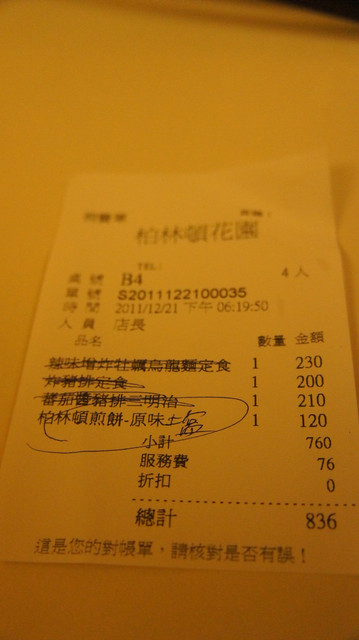 柏林頓花園
TEL:
桌號 B4 4人
單號 S2011122100035
時間 2011/12/21 下午 06:19:50
人員 店長
品名 數量 金額
辣味增炸牡蠣烏龍麵定食 1 230
炸豬排定食 1 200
蕃茄醬豬排三明治 1 210
柏林頓煎餅-原味 1 120
小計 760
服務費 76
折扣 0
總計 836
這是您的對帳單，請核對是否有誤！